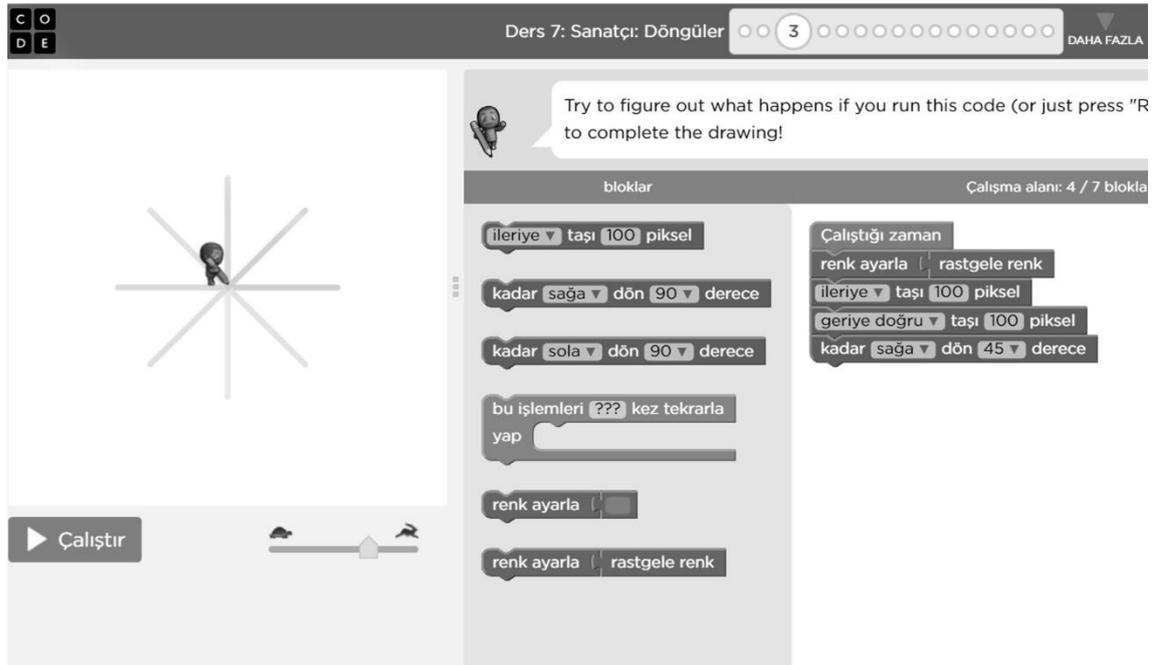 C O
D E
Ders 7: Sanatçı: Döngüler
3
DAHA FAZLA
Try to figure out what happens if you run this code (or just press "R
to complete the drawing!
bloklar
Çalışma alanı: 4 / 7 blokla
ileriye taşı 100 piksel
kadar sağa dön 90 derece
kadar sola dön 90 derece
bu işlemleri ??? kez tekrarla
yap
renk ayarla
renk ayarla rastgele renk
Çalıştığı zaman
renk ayarla rastgele renk
ileriye taşı 100 piksel
geriye doğru taşı 100 piksel
kadar sağa dön 45 derece
Çalıştır